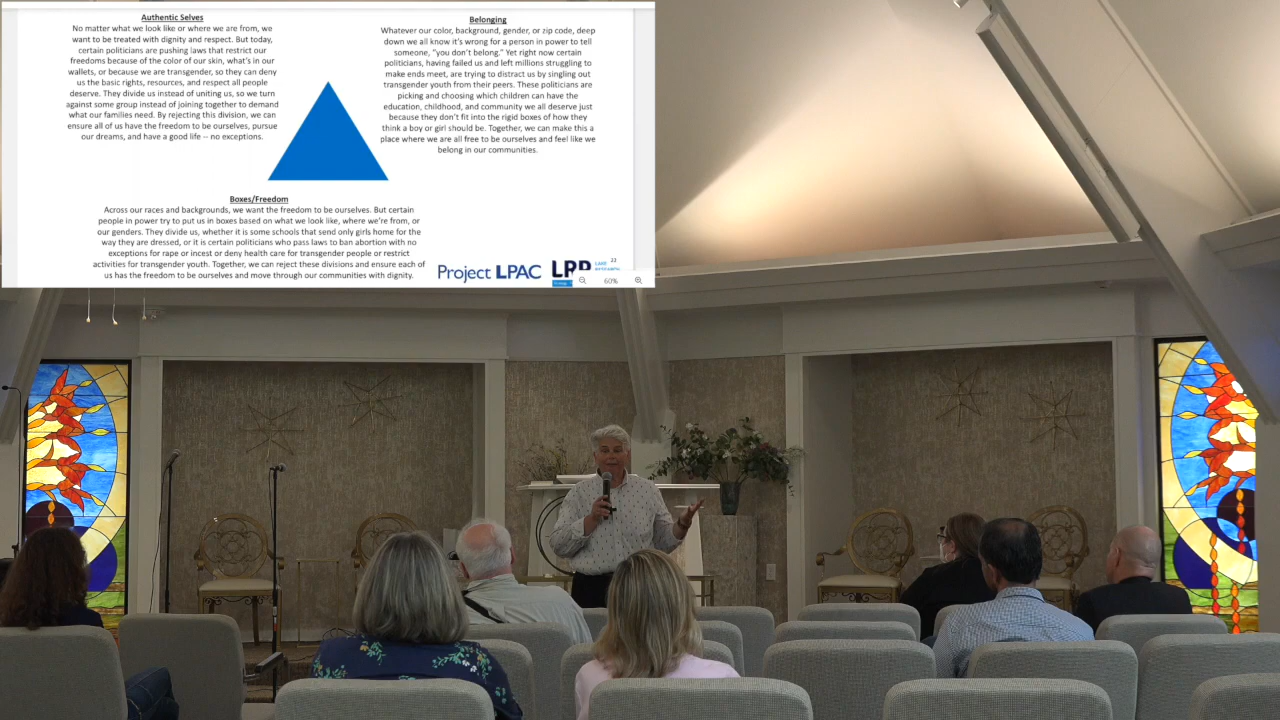 Authentic Selves
No matter what we look like or where we are from, we
want to be treated with dignity and respect. But today,
certain politicians are pushing laws that restrict our
freedoms because of the color of our skin, what's in our
wallets, or because we are transgender, so they can deny
us the basic rights, resources, and respect all people
deserve. They divide us instead of uniting us, so we turn
against some group instead of joining together to demand
what our families need. By rejecting this division, we can
ensure all of us have the freedom to be ourselves, pursue
our dreams, and have a good life -- no exceptions.
Belonging
Whatever our color, background, gender, or zip code, deep
down we all know it's wrong for a person in power to tell
someone, "you don't belong." Yet right now certain
politicians, having failed us and left millions struggling to
make ends meet, are trying to distract us by singling out
transgender youth from their peers. These politicians are
picking and choosing which children can have the
education, childhood, and community we all deserve just
because they don't fit into the rigid boxes of how they
think a boy or girl should be. Together, we can make this a
place where we are all free to be ourselves and feel like we
belong in our communities.
Boxes/Freedom
Across our races and backgrounds, we want the freedom to be ourselves. But certain
people in power try to put us in boxes based on what we look like, where we're from, or
our genders. They divide us, whether it is some schools that send only girls home for the
way they are dressed, or it is certain politicians who pass laws to ban abortion with no
exceptions for rape or incest or deny health care for transgender people or restrict
activities for transgender youth. Together, we can reject these divisions and ensure each of
us has the freedom to be ourselves and move through our communities with dignity.
Project LPAC
LRP
LAKE
RESEARCH
33
60%